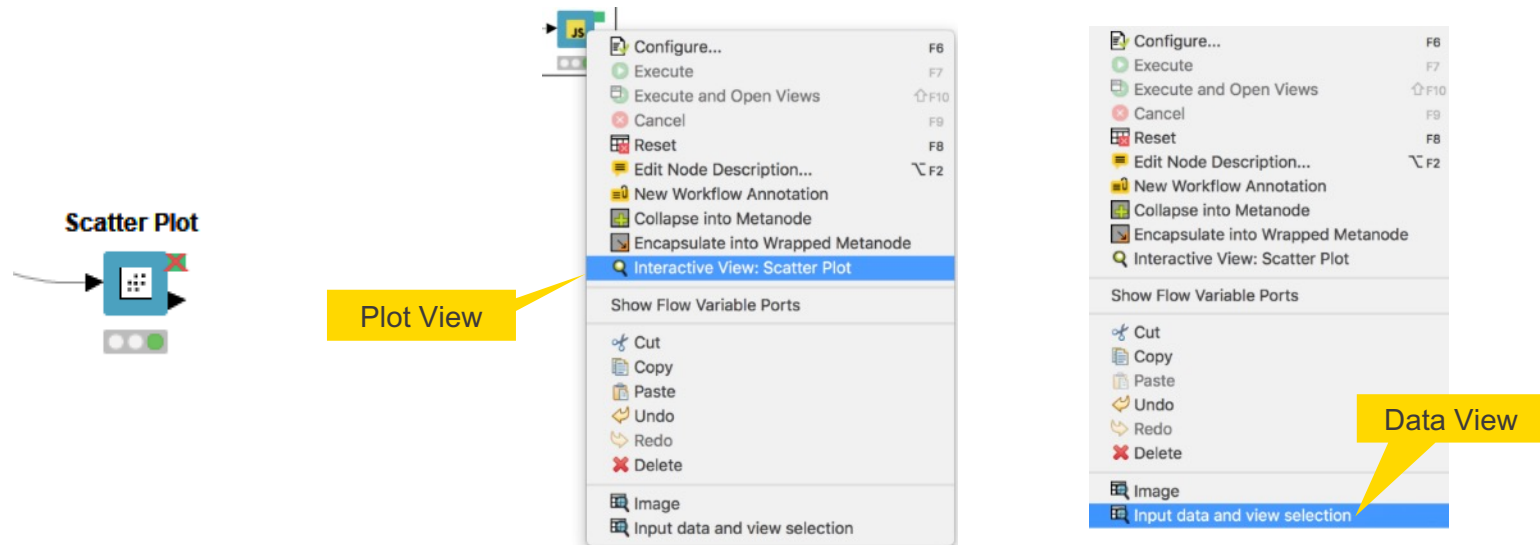 Scatter Plot
Plot View
JS
Configure... F6
Execute F7
Execute and Open Views ⇧F10
Cancel F9
Reset F8
Edit Node Description... ⌥F2
New Workflow Annotation
Collapse into Metanode
Encapsulate into Wrapped Metanode
Interactive View: Scatter Plot
Show Flow Variable Ports
Cut
Copy
Paste
Undo
Redo
Delete
Image
Input data and view selection
Configure... F6
Execute F7
Execute and Open Views ⇧F10
Cancel F9
Reset F8
Edit Node Description... ⌥F2
New Workflow Annotation
Collapse into Metanode
Encapsulate into Wrapped Metanode
Interactive View: Scatter Plot
Show Flow Variable Ports
Cut
Copy
Paste
Undo
Redo
Delete
Image
Input data and view selection
Data View